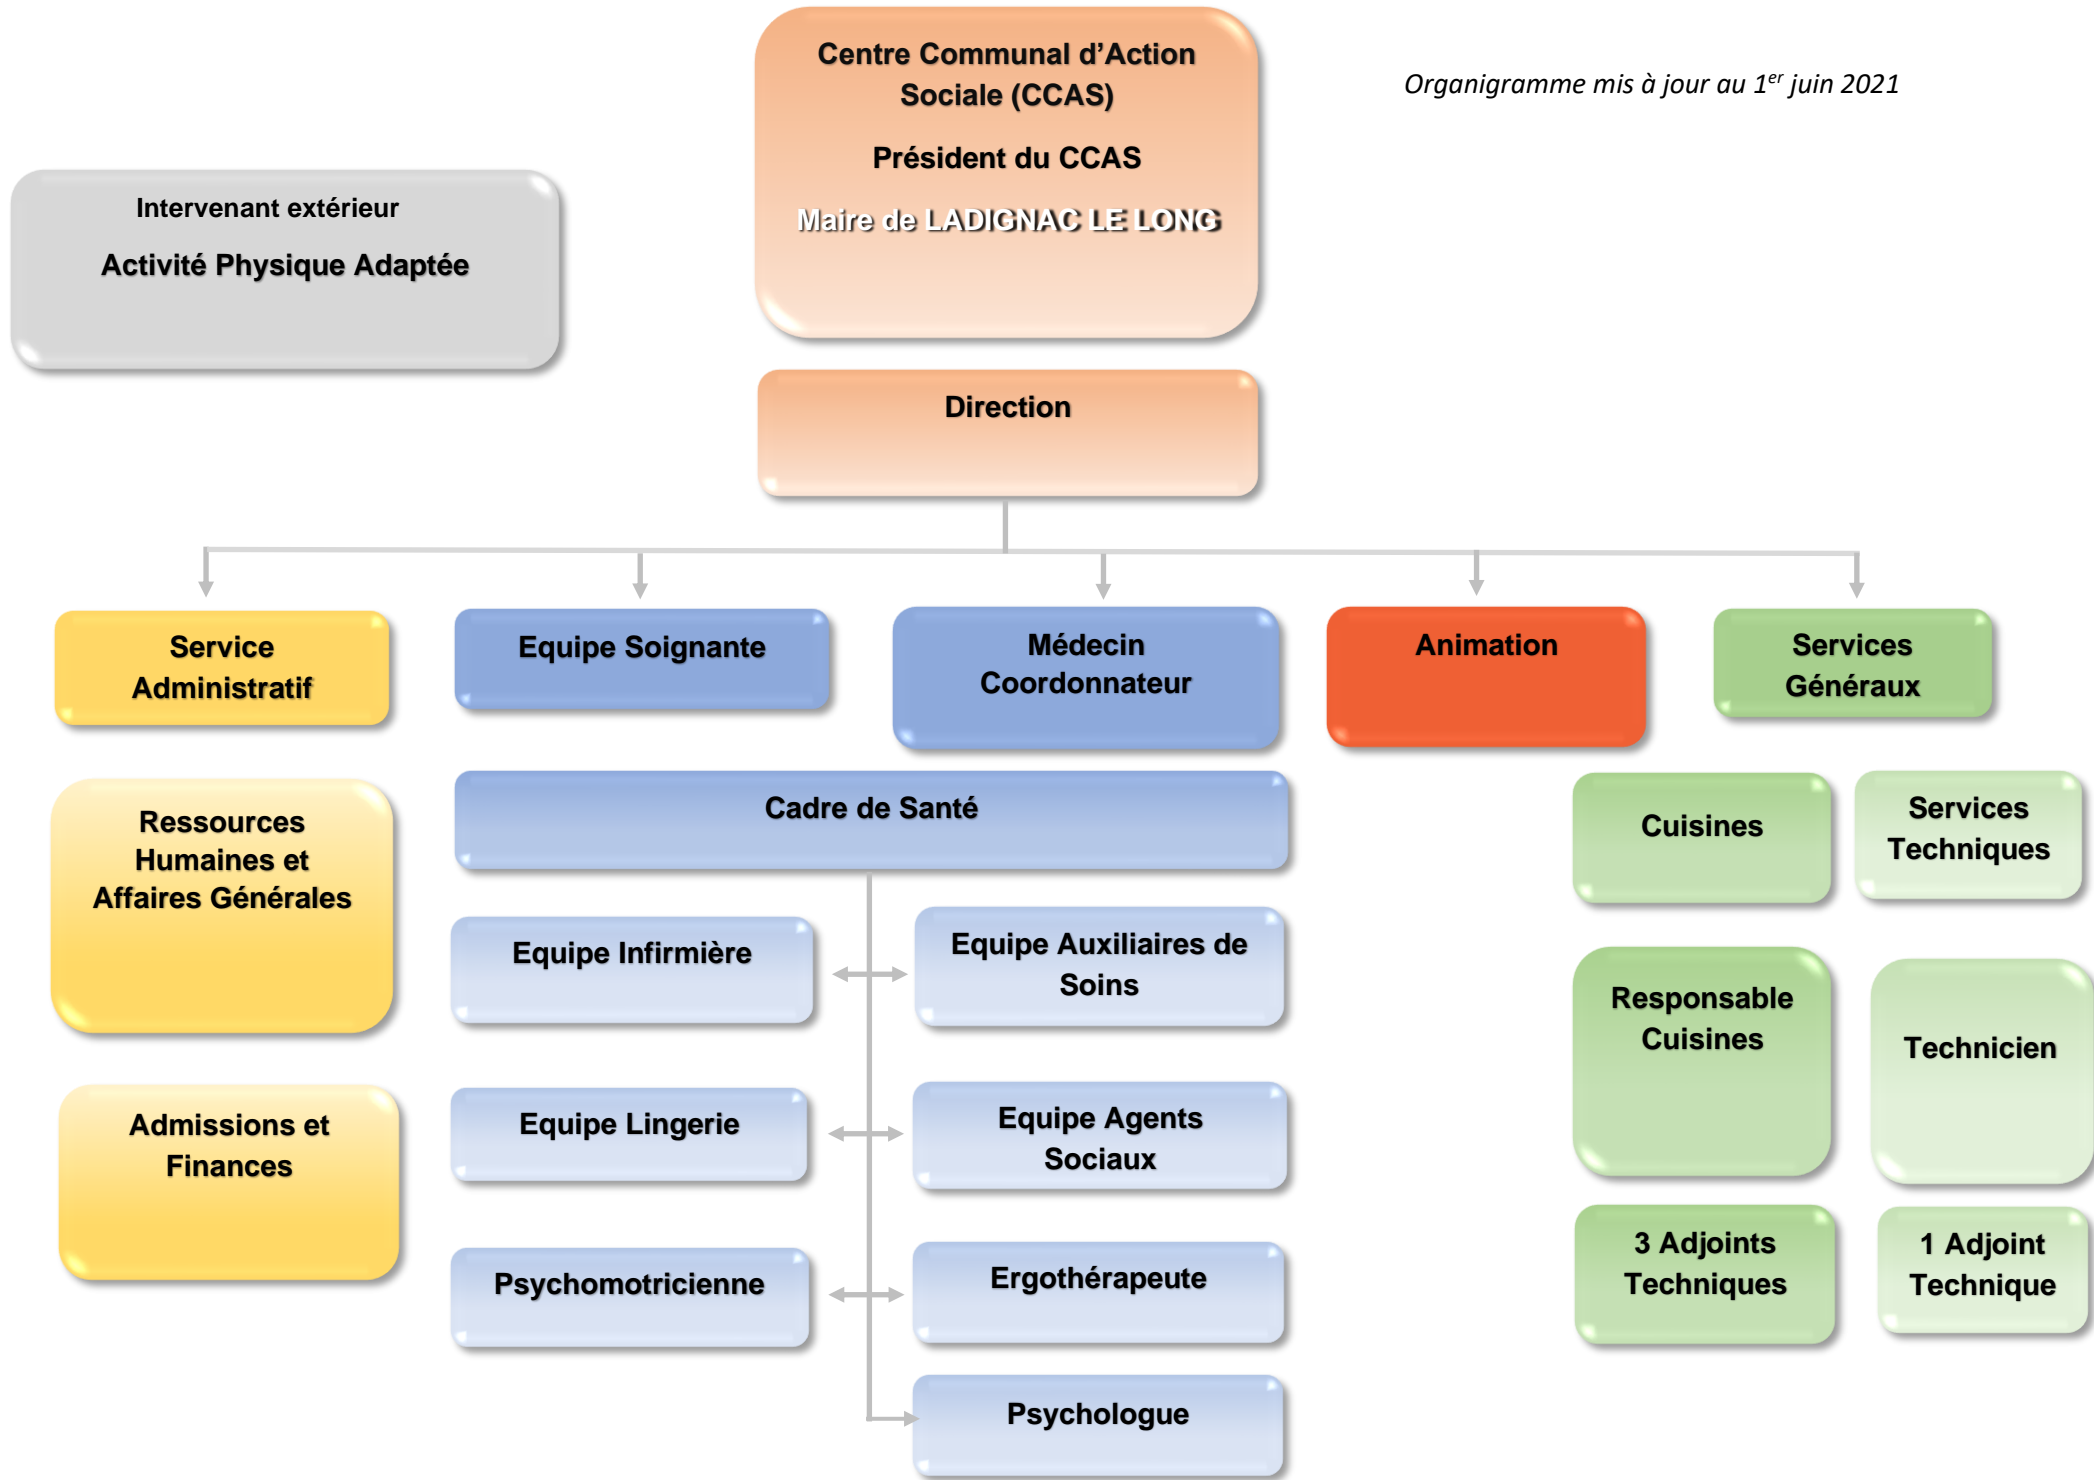 Centre Communal d’Action
Sociale (CCAS)
Président du CCAS
Maire de LADIGNAC LE LONG
Organigramme mis à jour au 1er juin 2021
Intervenant extérieur
Activité Physique Adaptée
Direction
Service
Administratif
Equipe Soignante
Médecin
Coordonnateur
Animation
Services
Généraux
Ressources
Humaines et
Affaires Générales
Admissions et
Finances
Cadre de Santé
Equipe Infirmière
Equipe Auxiliaires de
Soins
Equipe Lingerie
Equipe Agents
Sociaux
Psychomotricienne
Ergothérapeute
Psychologue
Cuisines
Services
Techniques
Responsable
Cuisines
Technicien
3 Adjoints
Techniques
1 Adjoint
Technique